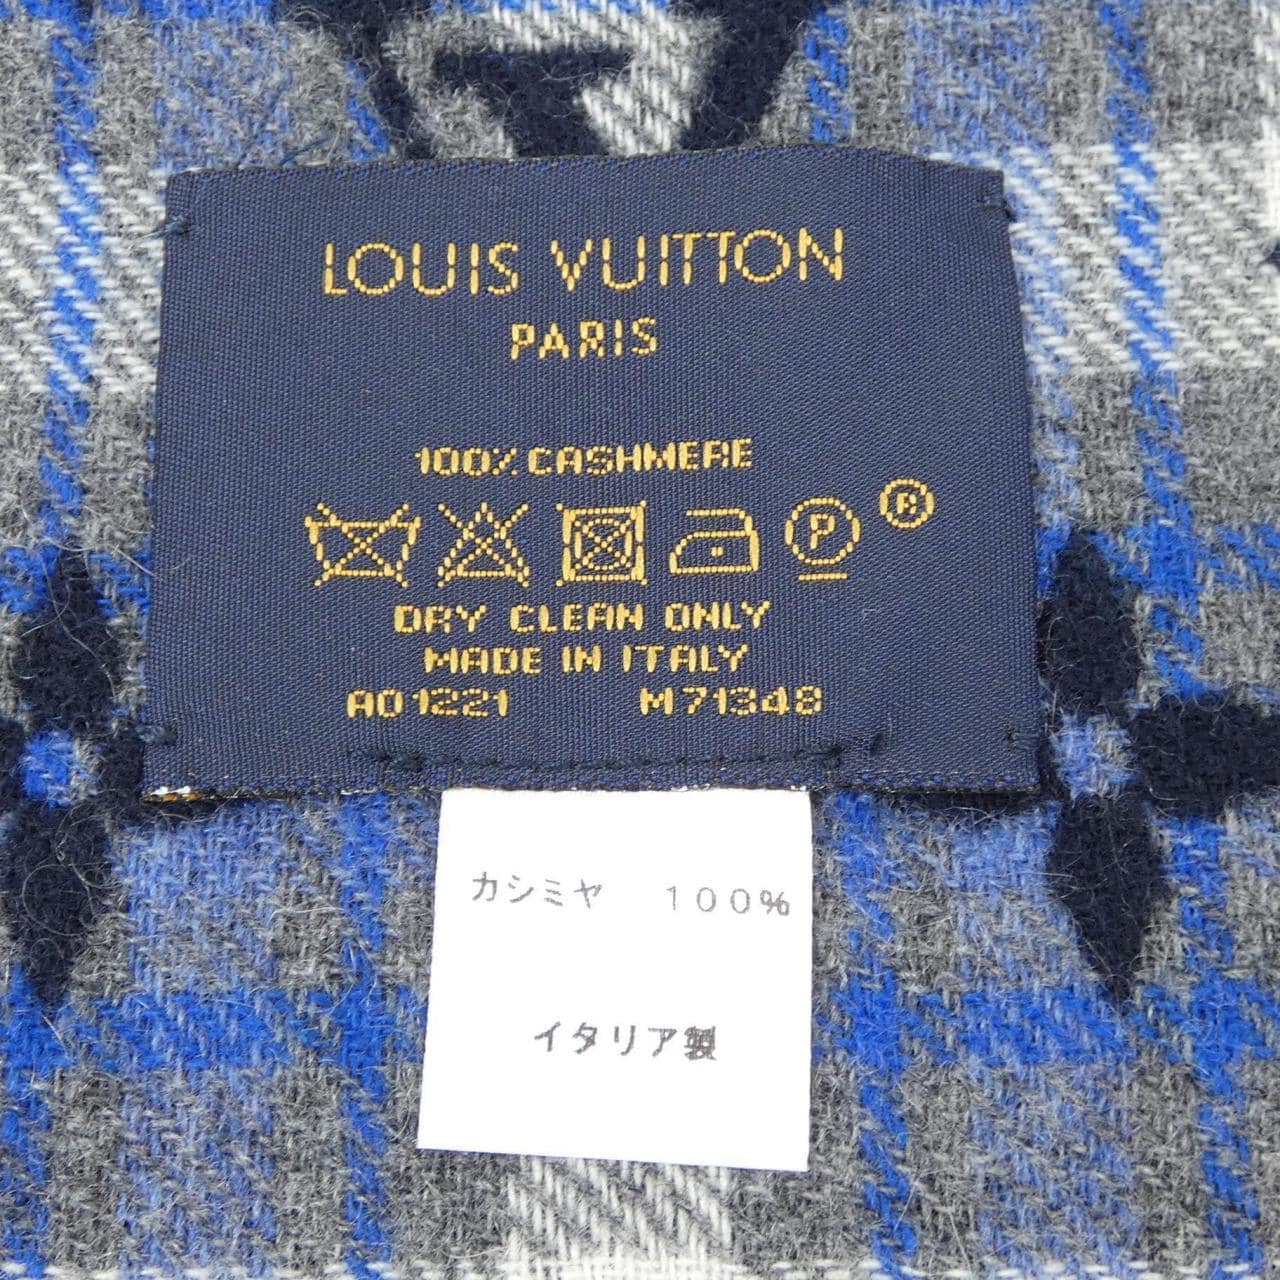 LOUIS VUITTON
PARIS
100% CASHMERE
P ®
DRY CLEAN ONLY
MADE IN ITALY
AO1221 M71348
カシミヤ 100%
イタリア製